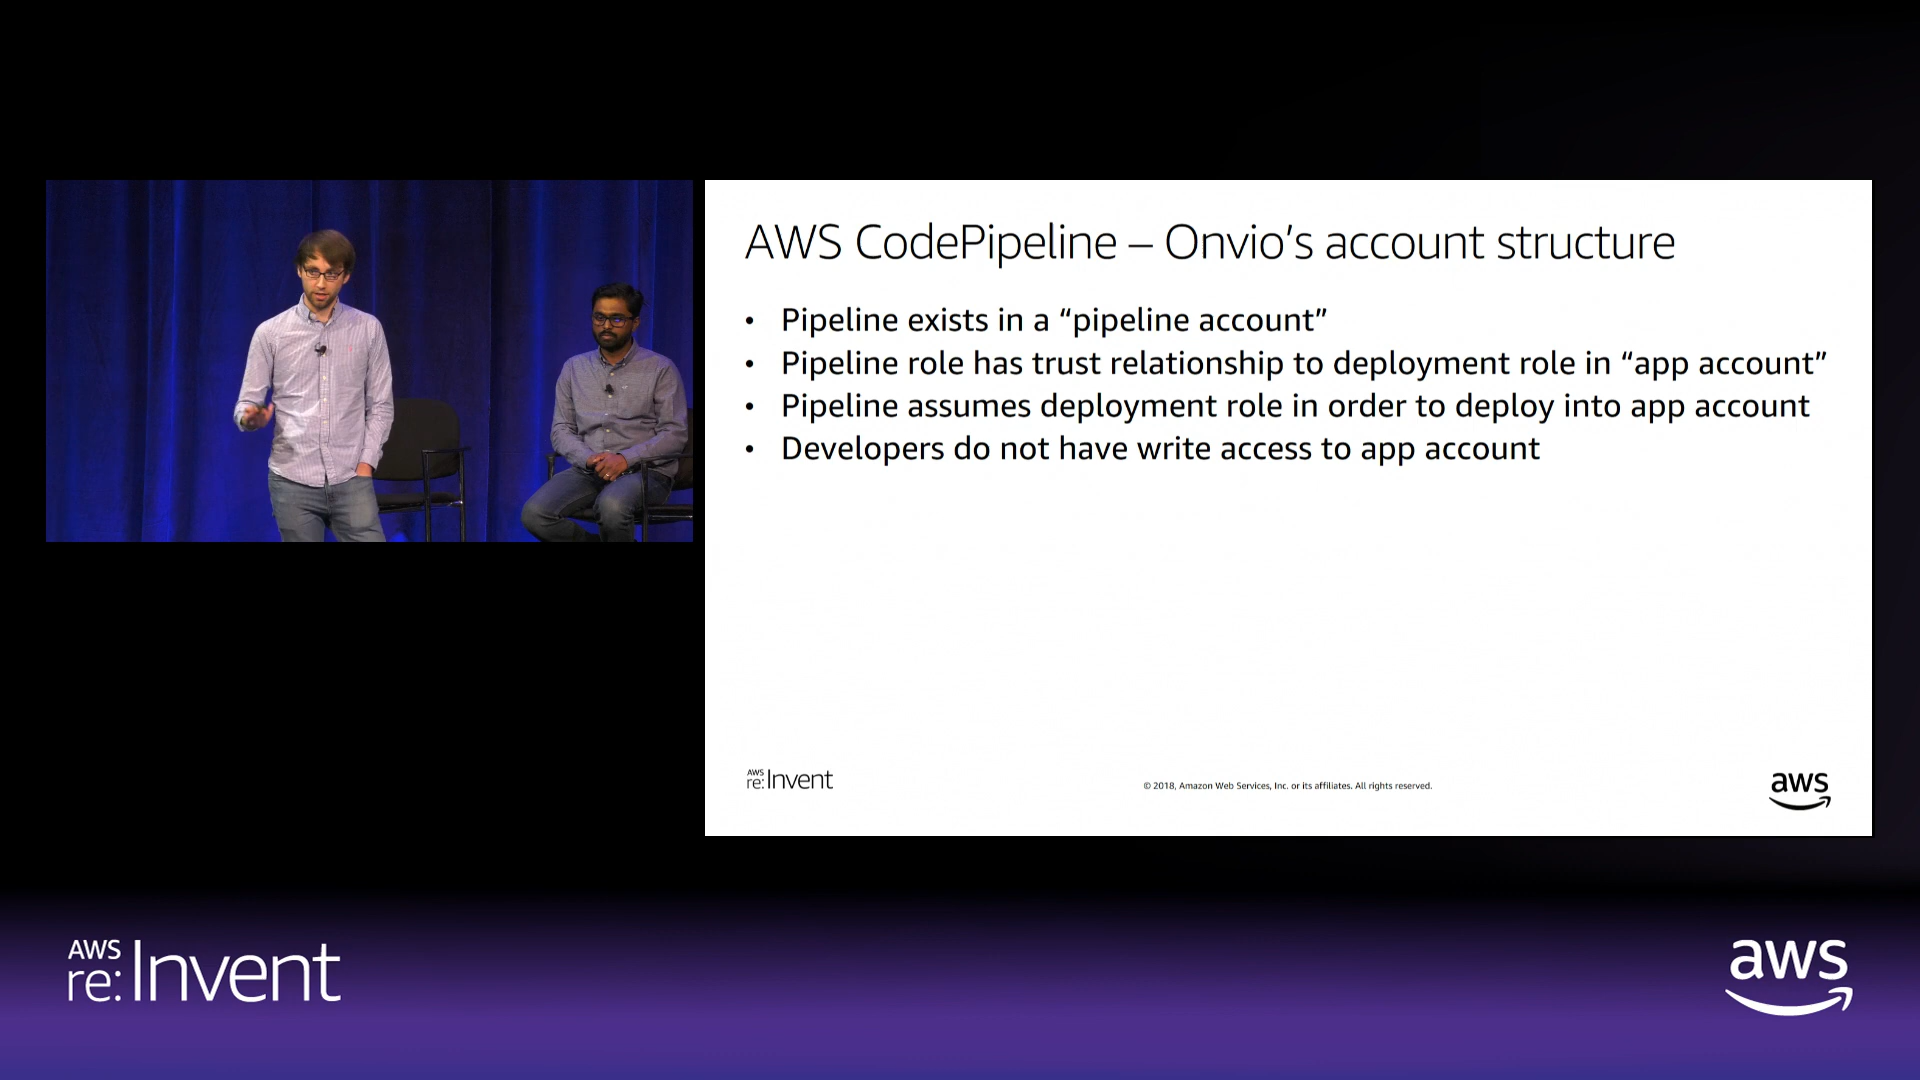 AWS CodePipeline – Onvio’s account structure
• Pipeline exists in a “pipeline account”
• Pipeline role has trust relationship to deployment role in “app account”
• Pipeline assumes deployment role in order to deploy into app account
• Developers do not have write access to app account
AWS
re:Invent
© 2018, Amazon Web Services, Inc. or its affiliates. All rights reserved.
aws
AWS
re:Invent
aws